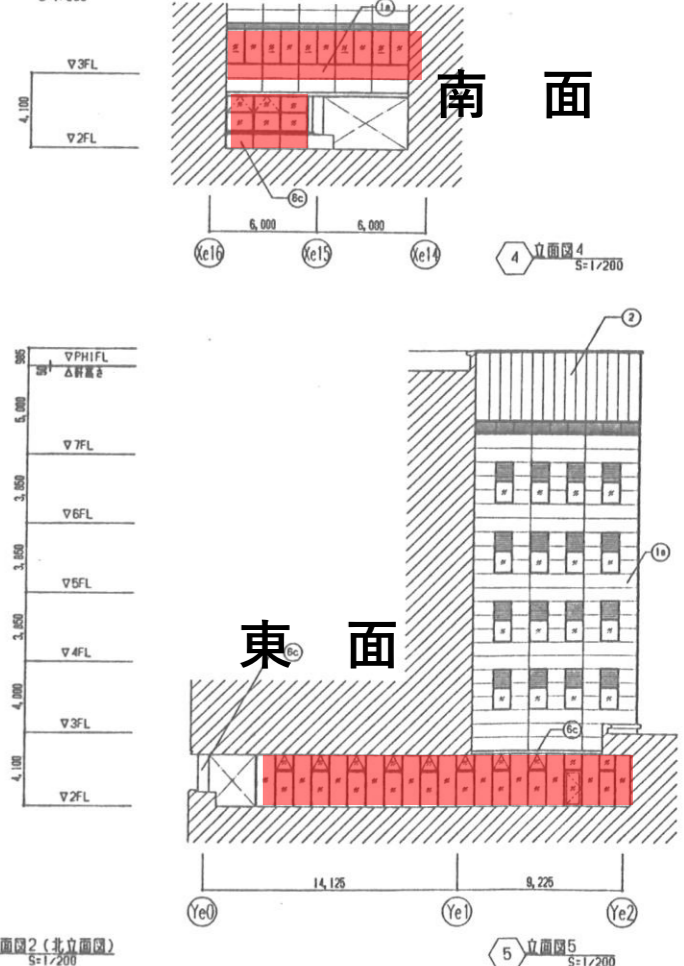 1a
▽3FL
南 面
4,100
▽2FL
6c
6,000
6,000
Xe16
Xe15
Xe14
4
立面図4
S=1/200
2
985
▽PH1FL
50
△軒高さ
5,000
▽7FL
3,850
▽6FL
3,850
1a
▽5FL
3,850
東 面
6c
▽4FL
4,000
▽3FL
6c
4,100
▽2FL
14,125
9,225
Ye0
Ye1
Ye2
面図2(北立面図)
S=1/200
5
立面図5
S=1/200